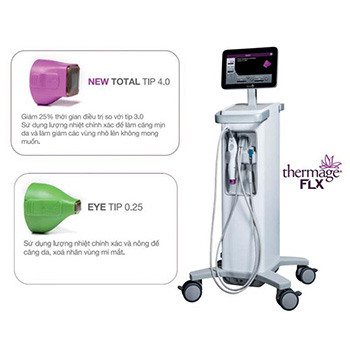 NEW TOTAL TIP 4.0
Giảm 25% thời gian điều trị so với tip 3.0
Sử dụng lượng nhiệt chính xác để làm căng mịn
da và làm giảm các vùng nhô lên không mong
muốn.
EYE TIP 0.25
Sử dụng lượng nhiệt chính xác và nông để
căng da, xoá nhăn vùng mi mắt.
thermage
FLX